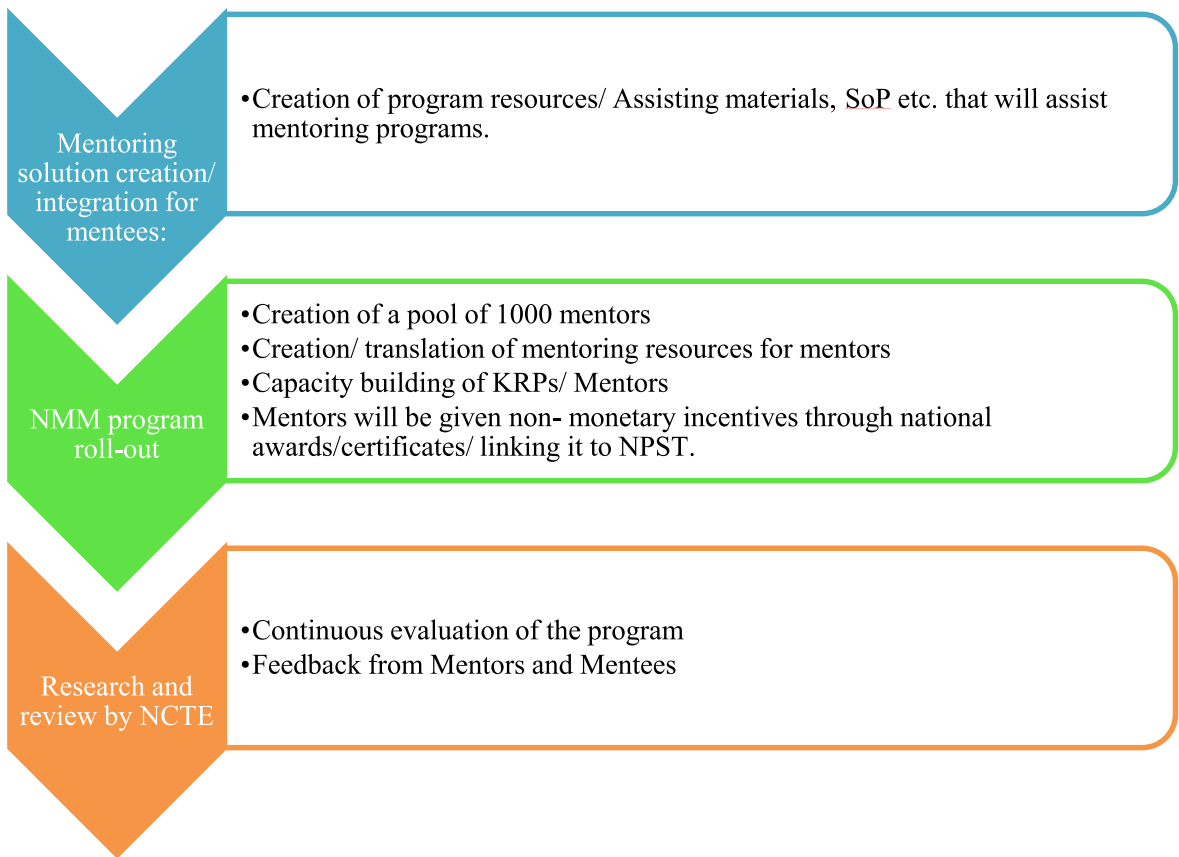 Mentoring
solution creation/
integration for
mentees:
•Creation of program resources/ Assisting materials, SoP etc. that will assist
mentoring programs.
NMM program
roll-out
•Creation of a pool of 1000 mentors
•Creation/ translation of mentoring resources for mentors
•Capacity building of KRPs/ Mentors
•Mentors will be given non- monetary incentives through national
awards/certificates/ linking it to NPST.
Research and
review by NCTE
•Continuous evaluation of the program
•Feedback from Mentors and Mentees